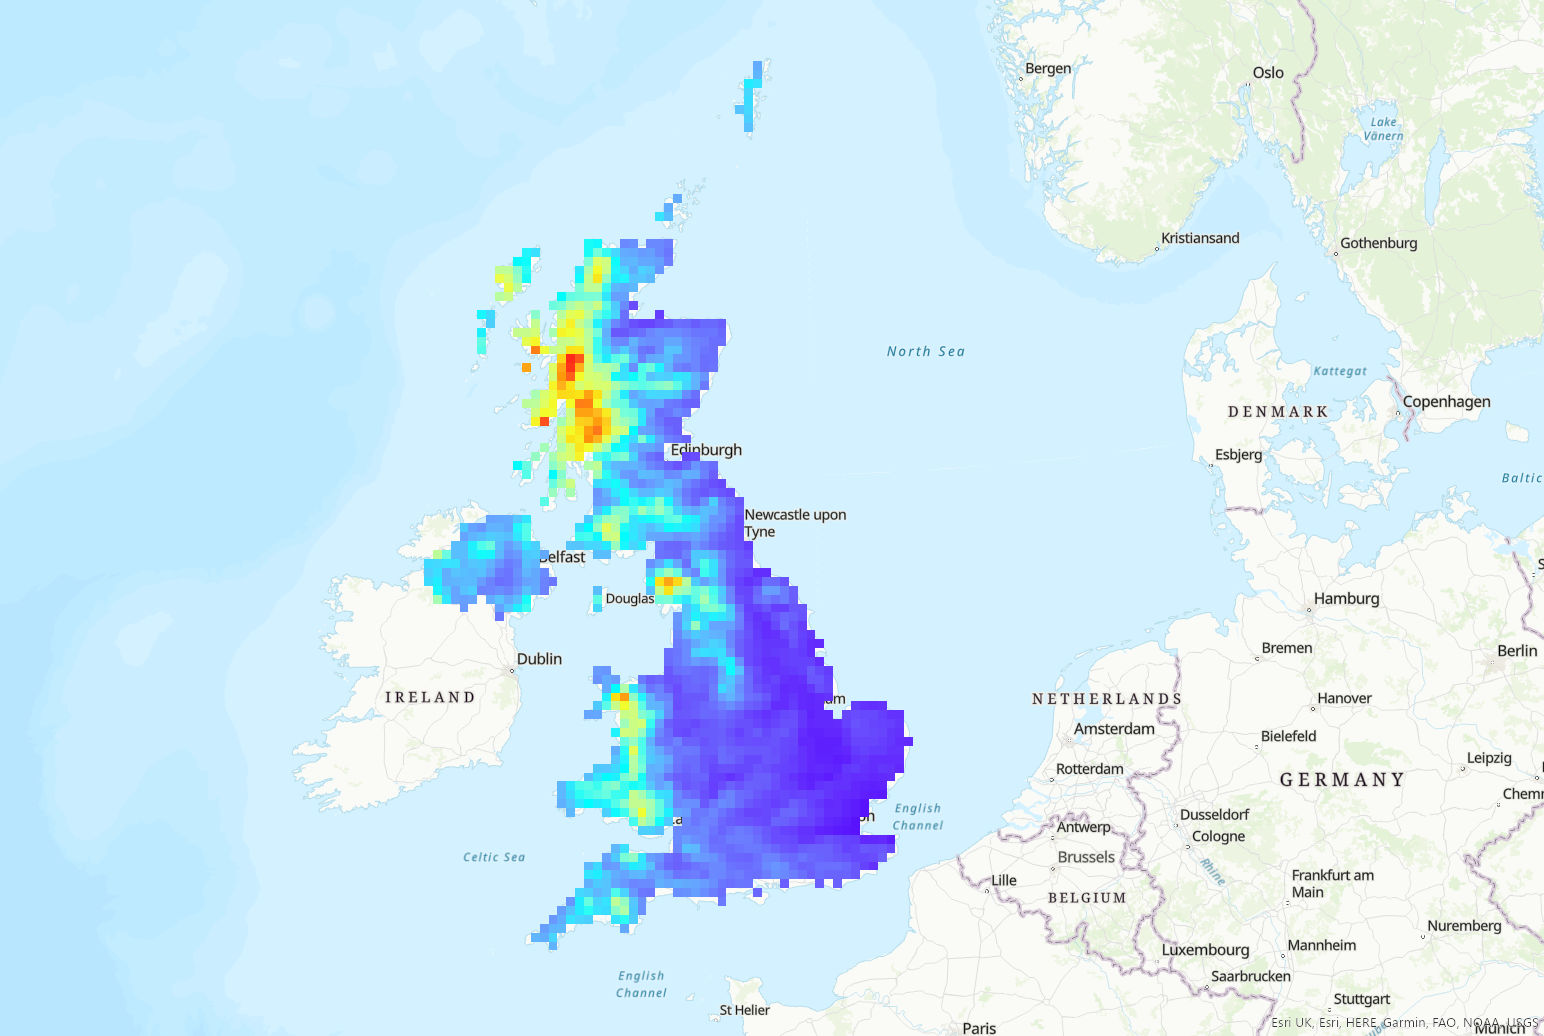 Bergen
Oslo
Lake
Vänern
Kristiansand
Gothenburg
North Sea
Kattegat
Copenhagen
DENMARK
Edinburgh
Esbjerg
Baltic
Newcastle upon
Tyne
Belfast
Douglas
Hamburg
Dublin
Bremen
Berlin
IRELAND
NETHERLANDS
Hanover
Amsterdam
Bielefeld
Leipzig
Rotterdam
GERMANY
Chemn
English
Channel
Dusseldorf
Antwerp
Cologne
Celtic Sea
Brussels
Rhine
Lille
Frankfurt am
Main
BELGIUM
Nuremberg
Luxembourg
Mannheim
English
Channel
Saarbrucken
Stuttgart
St Helier
Paris
Munich
Esri UK, Esri, HERE, Garmin, FAO, NOAA, USGS